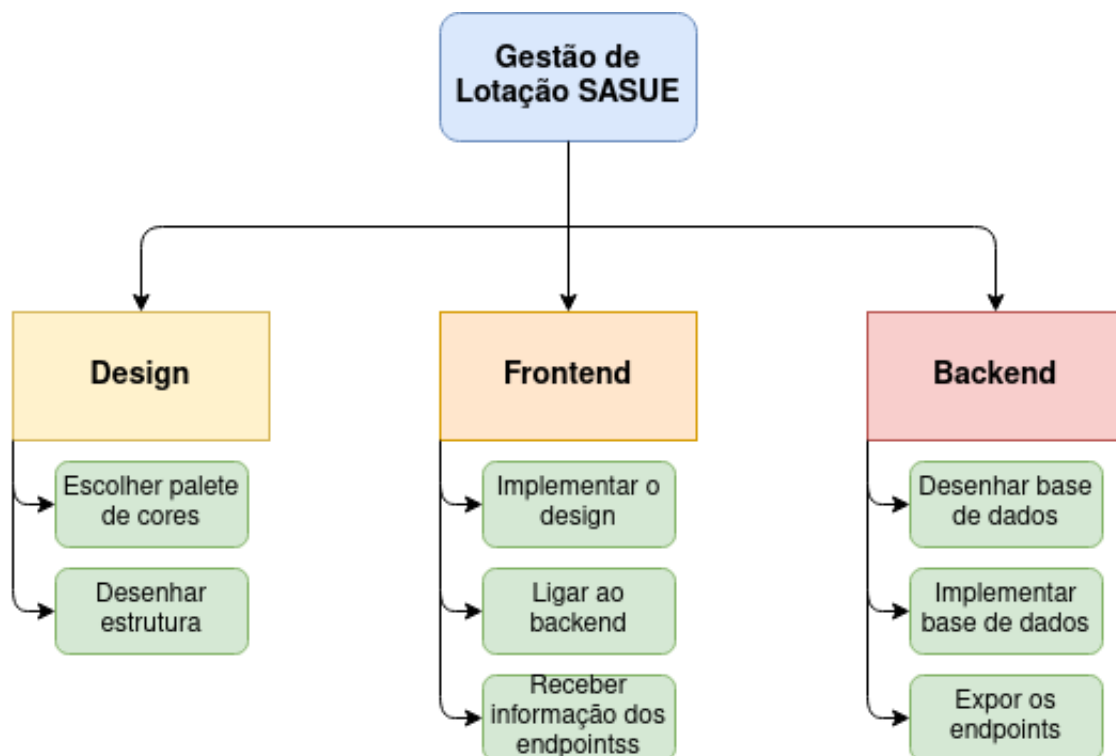 Gestão de
Lotação SASUE
Design
Frontend
Backend
Escolher palete
de cores
Desenhar
estrutura
Implementar o
design
Ligar ao
backend
Receber
informação dos
endpointss
Desenhar base
de dados
Implementar
base de dados
Expor os
endpoints